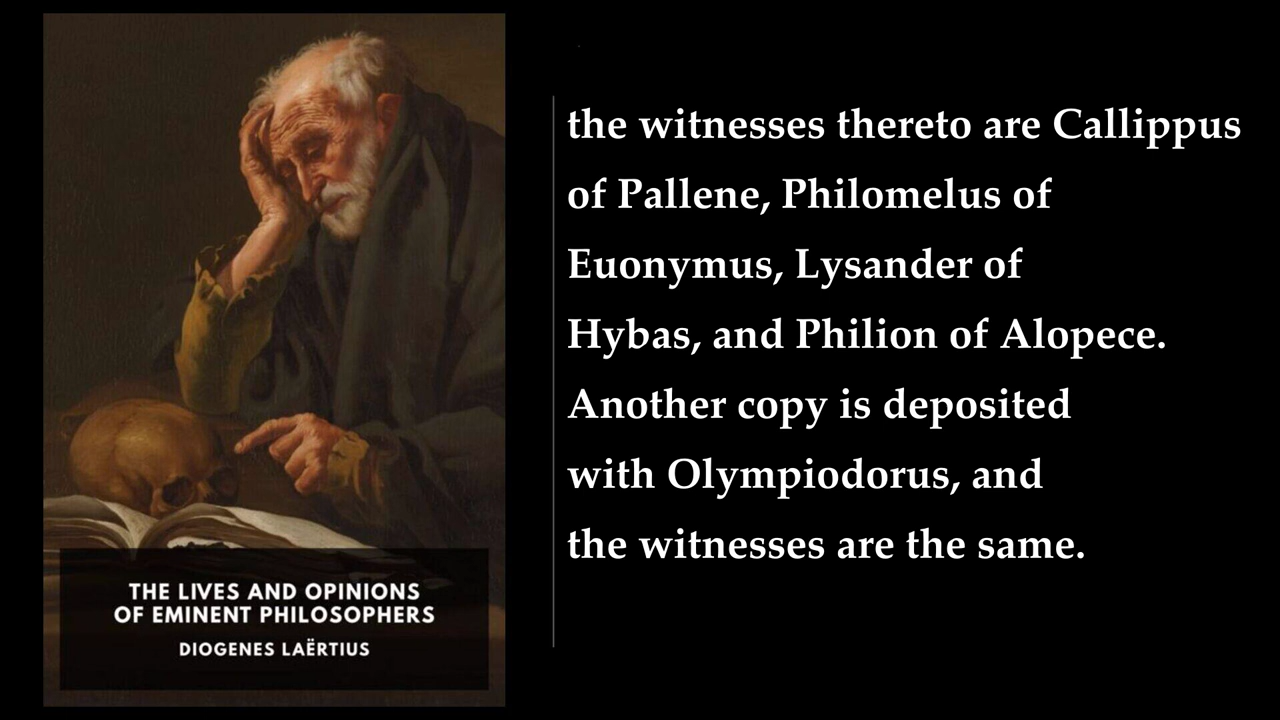 THE LIVES AND OPINIONS
OF EMINENT PHILOSOPHERS
DIOGENES LAËRTIUS
the witnesses thereto are Callippus
of Pallene, Philomelus of
Euonymus, Lysander of
Hybas, and Philion of Alopece.
Another copy is deposited
with Olympiodorus, and
the witnesses are the same.